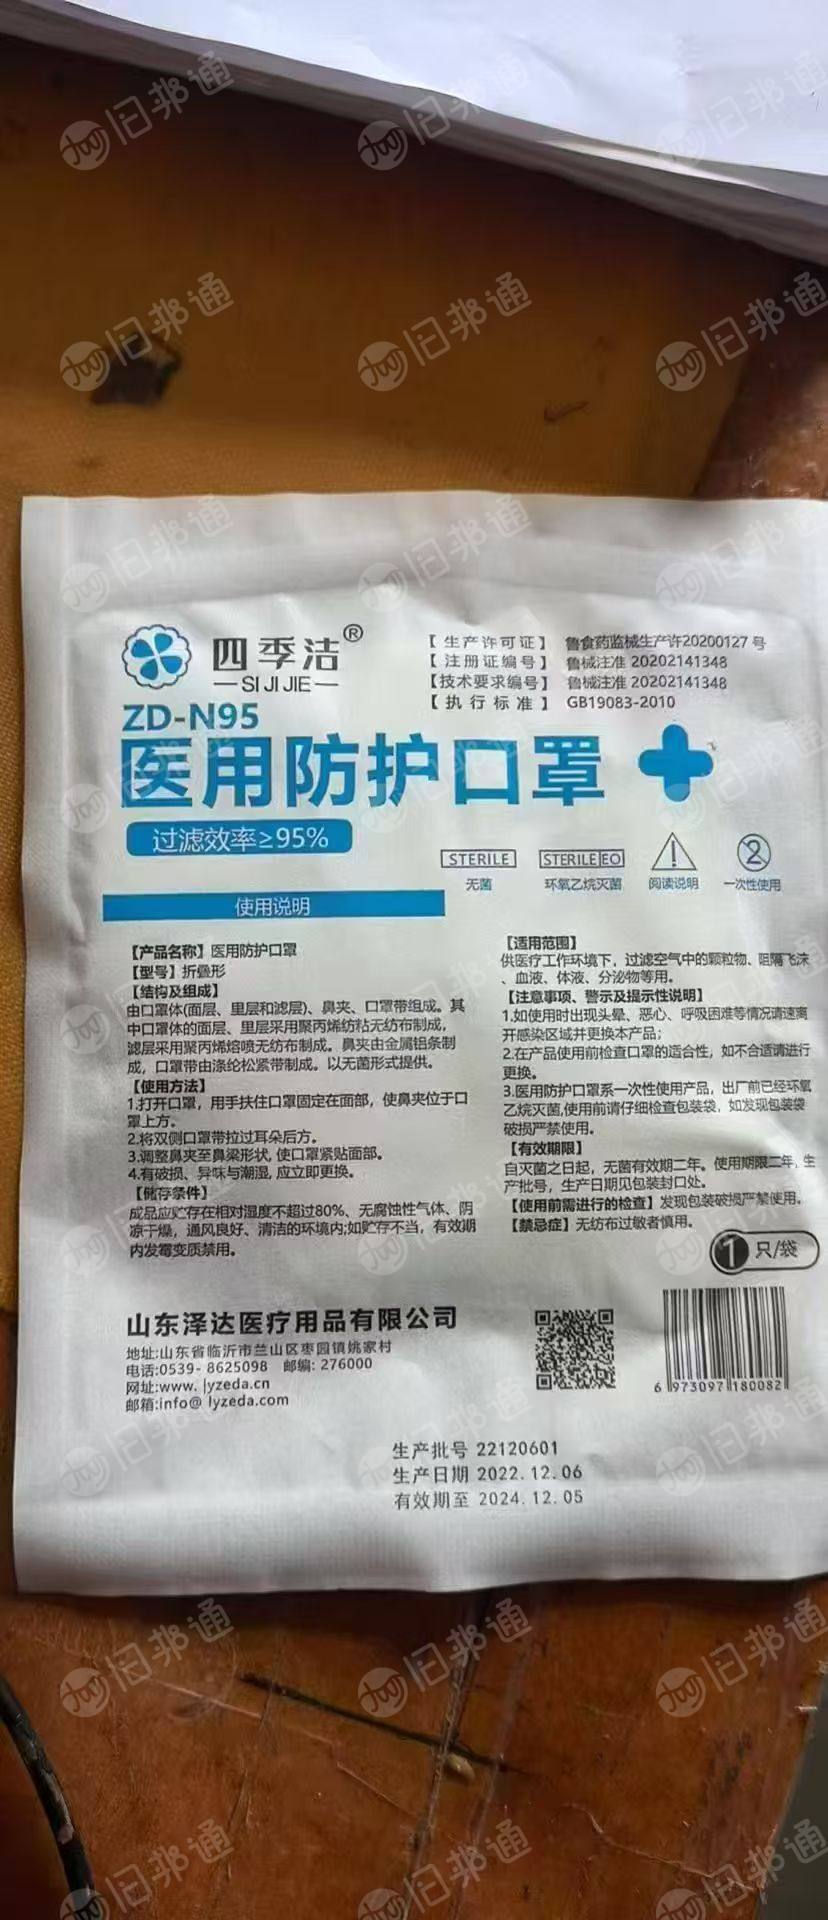 四季洁®
SI JI JIE
【生产许可证】 鲁食药监械生产许20200127号
【注册证编号】 鲁械注准 20202141348
【技术要求编号】 鲁械注准 20202141348
【执行标准】 GB19083-2010
ZD-N95
医用防护口罩
过滤效率≥95%
STERILE
无菌
STERILE EO
环氧乙烷灭菌
阅读说明
2
一次性使用
使用说明
【产品名称】医用防护口罩
【型号】折叠形
【结构及组成】
由口罩体(面层、里层和滤层)、鼻夹、口罩带组成。其
中口罩体的面层、里层采用聚丙烯纺粘无纺布制成，
滤层采用聚丙烯熔喷无纺布制成。鼻夹由金属铝条制
成，口罩带由涤纶松紧带制成。以无菌形式提供。
【使用方法】
1.打开口罩，用手扶住口罩固定在面部，使鼻夹位于口
罩上方。
2.将双侧口罩带拉过耳朵后方。
3.调整鼻夹至鼻梁形状,使口罩紧贴面部。
4.有破损、异味与潮湿,应立即更换。
【储存条件】
成品应贮存在相对湿度不超过80%、无腐蚀性气体、阴
凉干燥，通风良好、清洁的环境内;如贮存不当，有效期
内发霉变质禁用。
【适用范围】
供医疗工作环境下，过滤空气中的颗粒物、阻隔飞沫
、血液、体液、分泌物等用。
【注意事项、警示及提示性说明】
1.如使用时出现头晕、恶心、呼吸困难等情况请速离
开感染区域并更换本产品；
2.在产品使用前检查口罩的适合性，如不合适请进行
更换。
3.医用防护口罩系一次性使用产品，出厂前已经环氧
乙烷灭菌,使用前请仔细检查包装袋，如发现包装袋
破损严禁使用。
【有效期限】
自灭菌之日起，无菌有效期二年。使用期限二年，生
产批号，生产日期见包装封口处。
【使用前需进行的检查】发现包装破损严禁使用。
【禁忌症】无纺布过敏者慎用。
1只/袋
山东泽达医疗用品有限公司
地址:山东省临沂市兰山区枣园镇姚家村
电话:0539- 8625098 邮编: 276000
网址:www. lyzeda.cn
邮箱:info@ lyzeda.com
6 973097 180082
生产批号 22120601
生产日期 2022.12.06
有效期至 2024.12.05
旧邦通